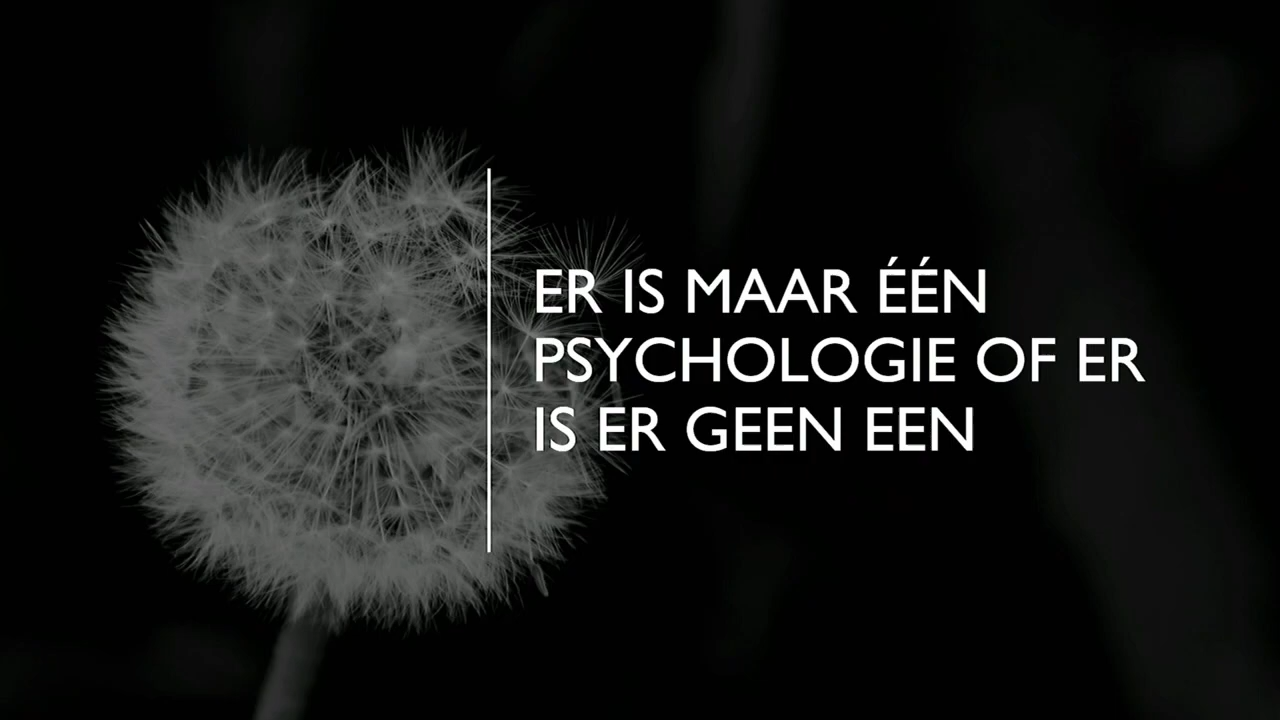 ER IS MAAR ÉÉN
PSYCHOLOGIE OF ER
IS ER GEEN EEN